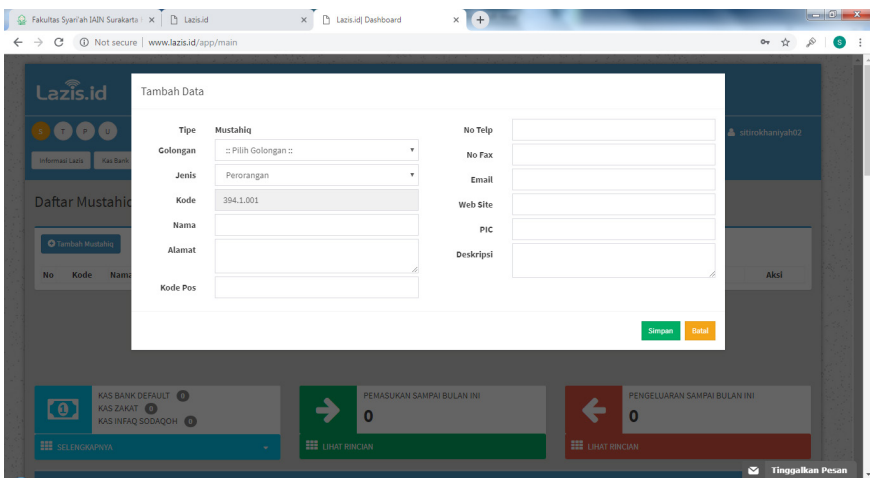 Fakultas Syari'ah IAIN Surakarta
Lazis.id
Lazis.id| Dashboard
Not secure | www.lazis.id/app/main
S
Lazis.id
S T P U
sitirokhaniyah02
Informasi Lazis
Kas Bank
Daftar Mustahiq
Tambah Mustahiq
No Kode Nama
Aksi
Tambah Data
Tipe Mustahiq
Golongan :: Pilih Golongan ::
Jenis Perorangan
Kode 394.1.001
Nama
Alamat
Kode Pos
No Telp
No Fax
Email
Web Site
PIC
Deskripsi
Simpan Batal
KAS BANK DEFAULT 0
KAS ZAKAT 0
KAS INFAQ SODAQOH 0
SELENGKAPNYA
PEMASUKAN SAMPAI BULAN INI
0
LIHAT RINCIAN
PENGELUARAN SAMPAI BULAN INI
0
LIHAT RINCIAN
Tinggalkan Pesan